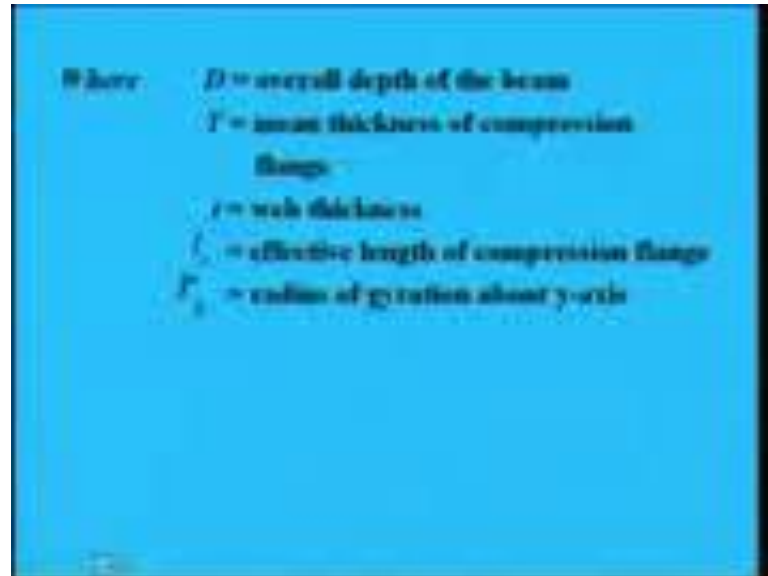 Where D = overall depth of the beam
T = mean thickness of compression
flange
t = web thickness
l = effective length of compression flange
r = radius of gyration about y-axis